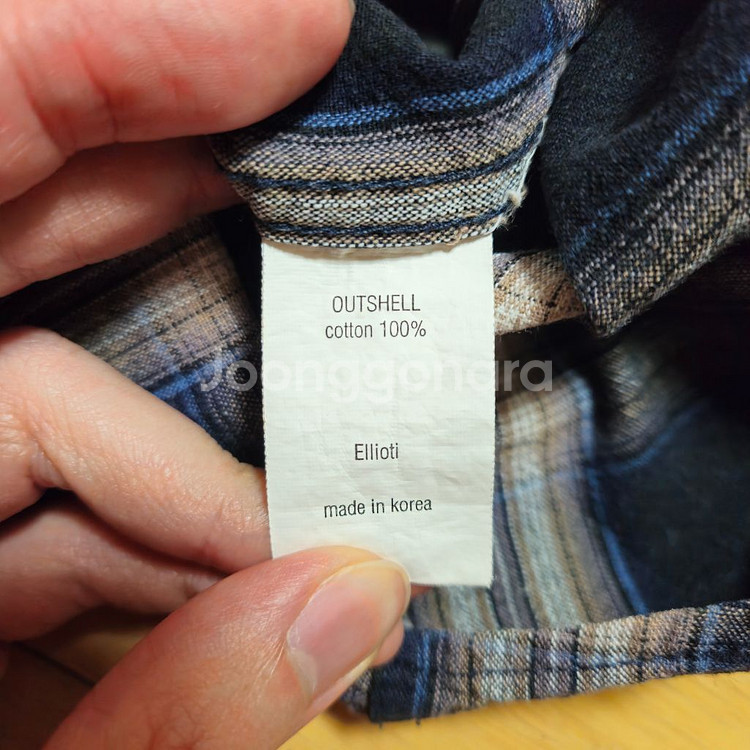 OUTSHELL
cotton 100%
Joonggonara
Ellioti
made in korea